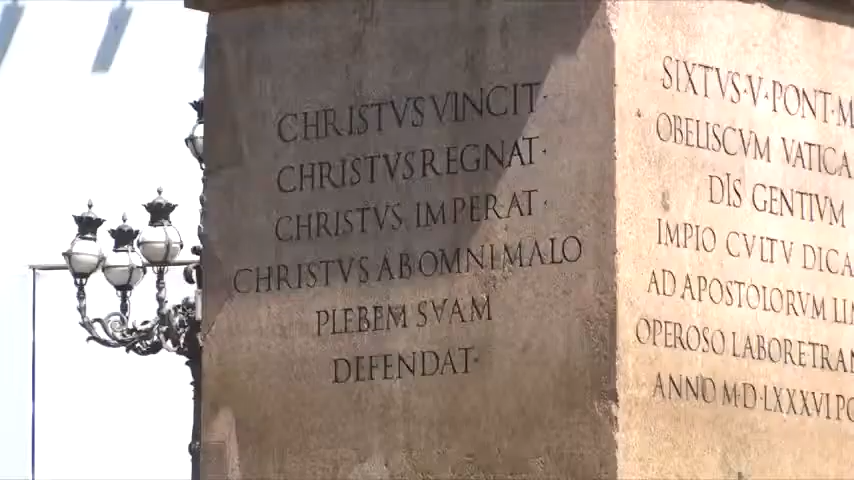 CHRISTVS VINCIT·
CHRISTVS REGNAT·
CHRISTVS IMPERAT·
CHRISTVS AB OMNI MALO
PLEBEM SVAM
DEFENDAT·
SIXTVS·V·PONT·M
OBELISCVM VATICA
DIS GENTIVM
IMPIO CVLTV DICA
AD APOSTOLORVM LI
OPEROSO LABORE TRAN
ANNO M·D·LXXXVI PO